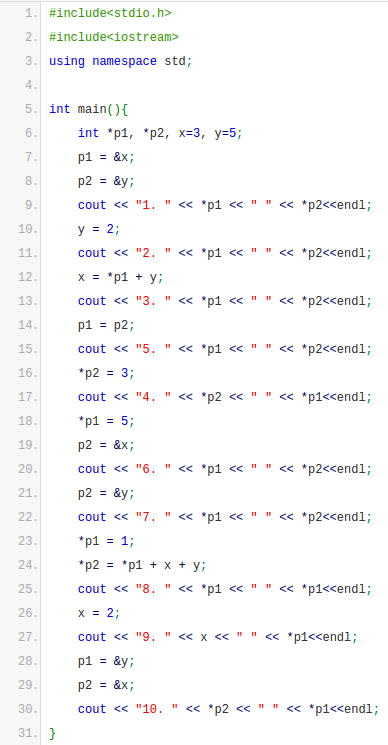 1. #include<stdio.h>
2. #include<iostream>
3. using namespace std;
4.
5. int main(){
6.     int *p1, *p2, x=3, y=5;
7.     p1 = &x;
8.     p2 = &y;
9.     cout << "1. " << *p1 << " " << *p2<<endl;
10.     y = 2;
11.     cout << "2. " << *p1 << " " << *p2<<endl;
12.     x = *p1 + y;
13.     cout << "3. " << *p1 << " " << *p2<<endl;
14.     p1 = p2;
15.     cout << "5. " << *p1 << " " << *p2<<endl;
16.     *p2 = 3;
17.     cout << "4. " << *p2 << " " << *p1<<endl;
18.     *p1 = 5;
19.     p2 = &x;
20.     cout << "6. " << *p1 << " " << *p2<<endl;
21.     p2 = &y;
22.     cout << "7. " << *p1 << " " << *p2<<endl;
23.     *p1 = 1;
24.     *p2 = *p1 + x + y;
25.     cout << "8. " << *p1 << " " << *p1<<endl;
26.     x = 2;
27.     cout << "9. " << x << " " << *p1<<endl;
28.     p1 = &y;
29.     p2 = &x;
30.     cout << "10. " << *p2 << " " << *p1<<endl;
31. }